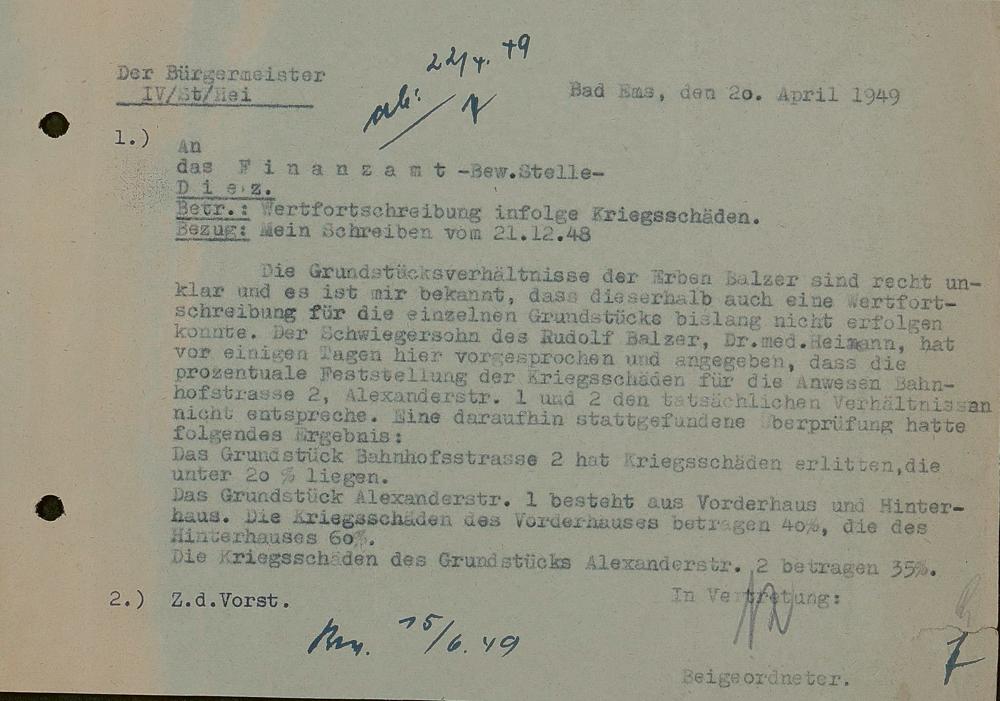 22/4. 49
Der Bürgermeister
IV/St/Hei
ab:
Bad Ems, den 20. April 1949
1.)
An
das F i n a n z a m t -Bew.Stelle-
D i e z.
Betr.: Wertfortschreibung infolge Kriegsschäden.
Bezug: Mein Schreiben vom 21.12.48
Die Grundstücksverhältnisse der Erben Balzer sind recht un-
klar und es ist mir bekannt, dass dieserhalb auch eine Wertfort-
schreibung für die einzelnen Grundstücke bislang nicht erfolgen
konnte. Der Schwiegersohn des Rudolf Balzer, Dr.med.Heimann, hat
vor einigen Tagen hier vorgesprochen und angegeben, dass die
prozentuale Feststellung der Kriegsschäden für die Anwesen Bahn-
hofstrasse 2, Alexanderstr. 1 und 2 den tatsächlichen Verhältnissen
nicht entspreche. Eine daraufhin stattgefundene Überprüfung hatte
folgendes Ergebnis:
Das Grundstück Bahnhofsstrasse 2 hat Kriegsschäden erlitten,die
unter 20 % liegen.
Das Grundstück Alexanderstr. 1 besteht aus Vorderhaus und Hinter-
haus. Die Kriegsschäden des Vorderhauses betragen 40%, die des
Hinterhauses 60%.
Die Kriegsschäden des Grundstücks Alexanderstr. 2 betragen 35%.
2.) Z.d.Vorst.
In Vertretung:
15/6. 49
Beigeordneter.